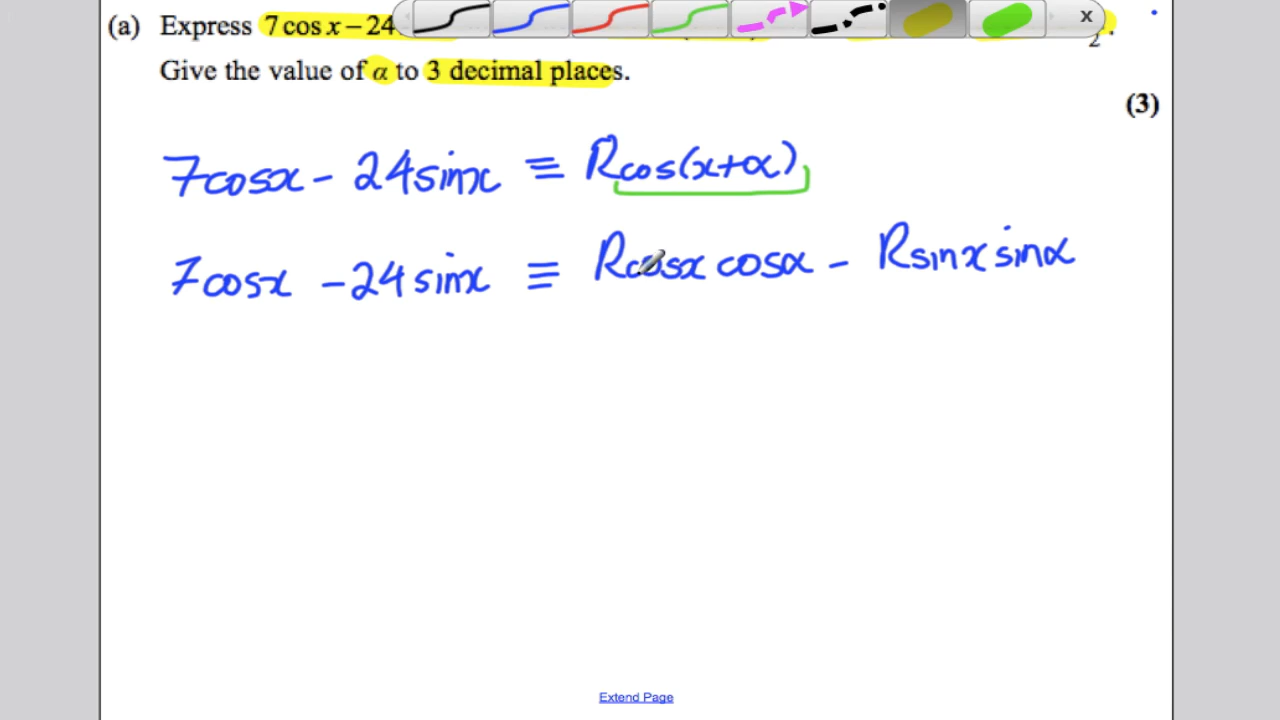 (a) Express 7 cos x – 24
x
2
Give the value of α to 3 decimal places.
(3)
7cosx - 24sinx ≡ Rcos(x+α)
7cosx - 24sinx ≡ Rcosx cosα - Rsinx sinα
Extend Page